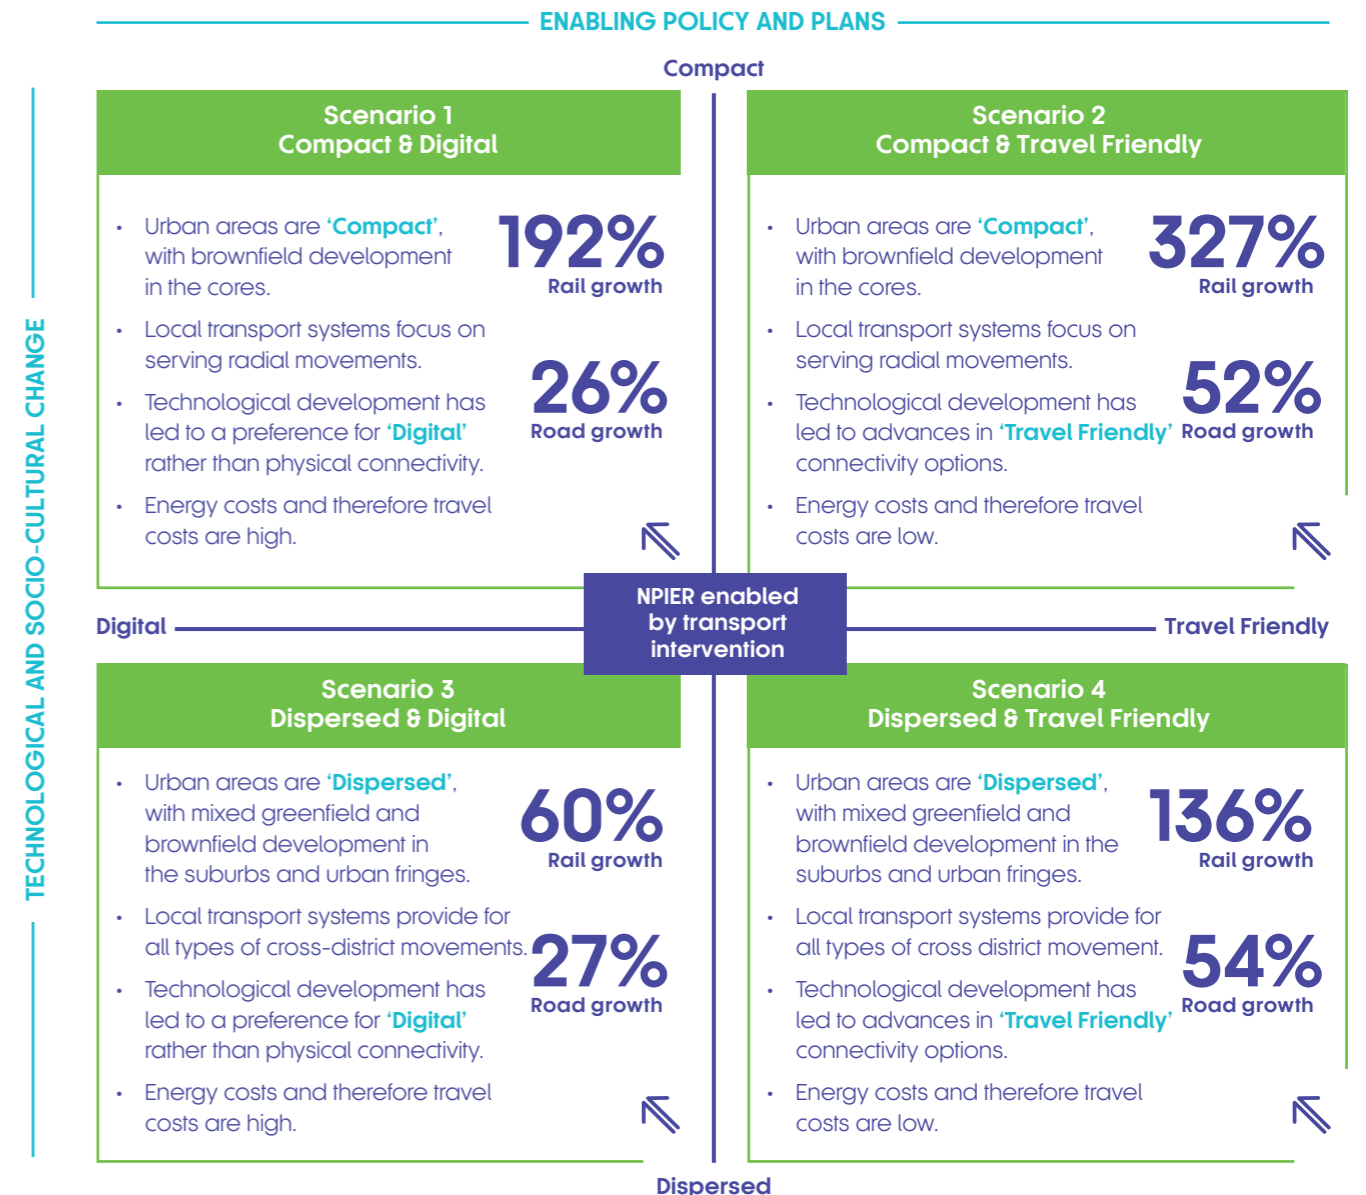 ENABLING POLICY AND PLANS
Compact
TECHNOLOGICAL AND SOCIO-CULTURAL CHANGE
Scenario 1
Compact & Digital
• Urban areas are ‘Compact’,
with brownfield development
in the cores.
• Local transport systems focus on
serving radial movements.
• Technological development has
led to a preference for ‘Digital’
rather than physical connectivity.
• Energy costs and therefore travel
costs are high.
192%
Rail growth
26%
Road growth
Scenario 2
Compact & Travel Friendly
• Urban areas are ‘Compact’,
with brownfield development
in the cores.
• Local transport systems focus on
serving radial movements.
• Technological development has
led to advances in ‘Travel Friendly’
connectivity options.
• Energy costs and therefore travel
costs are low.
327%
Rail growth
52%
Road growth
Digital
NPIER enabled
by transport
intervention
Travel Friendly
Scenario 3
Dispersed & Digital
• Urban areas are ‘Dispersed’,
with mixed greenfield and
brownfield development in
the suburbs and urban fringes.
• Local transport systems provide for
all types of cross-district movements.
• Technological development has
led to a preference for ‘Digital’
rather than physical connectivity.
• Energy costs and therefore travel
costs are high.
60%
Rail growth
27%
Road growth
Scenario 4
Dispersed & Travel Friendly
• Urban areas are ‘Dispersed’,
with mixed greenfield and
brownfield development in the
suburbs and urban fringes.
• Local transport systems provide for
all types of cross district movement.
• Technological development has
led to advances in ‘Travel Friendly’
connectivity options.
• Energy costs and therefore travel
costs are low.
136%
Rail growth
54%
Road growth
Dispersed